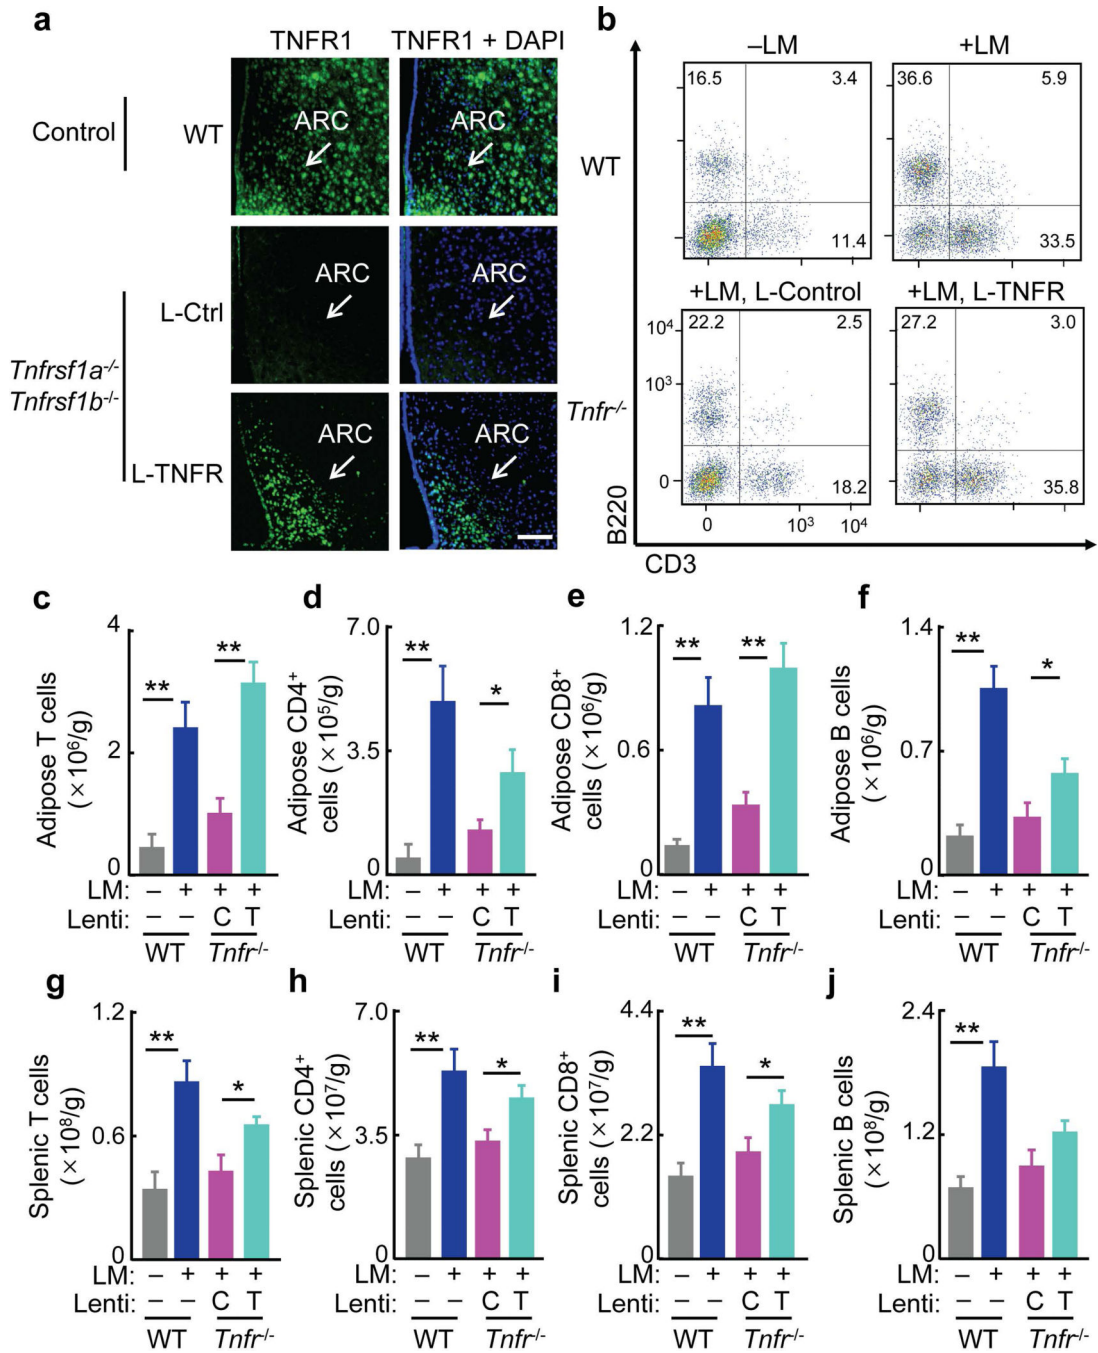 a
TNFR1
TNFR1 + DAPI
Control
WT
ARC
ARC
L-Ctrl
ARC
ARC
Tnfrsf1a-/-
Tnfrsf1b-/-
L-TNFR
ARC
ARC
b
–LM
+LM
WT
16.5
3.4
11.4
36.6
5.9
33.5
+LM, L-Control
+LM, L-TNFR
Tnfr-/-
22.2
2.5
18.2
27.2
3.0
35.8
10⁴
10³
0
0
10³
10⁴
B220
CD3
c
Adipose T cells
(×10⁶/g)
4
2
0
**
**
LM: – + + +
Lenti: – – C T
WT
Tnfr-/-
d
Adipose CD4⁺
cells (×10⁵/g)
7.0
3.5
0
**
*
LM: – + + +
Lenti: – – C T
WT
Tnfr-/-
e
Adipose CD8⁺
cells (×10⁶/g)
1.2
0.6
0
**
**
LM: – + + +
Lenti: – – C T
WT
Tnfr-/-
f
Adipose B cells
(×10⁶/g)
1.4
0.7
0
**
*
LM: – + + +
Lenti: – – C T
WT
Tnfr-/-
g
Splenic T cells
(×10⁸/g)
1.2
0.6
0
**
*
LM: – + + +
Lenti: – – C T
WT
Tnfr-/-
h
Splenic CD4⁺
cells (×10⁷/g)
7.0
3.5
0
**
*
LM: – + + +
Lenti: – – C T
WT
Tnfr-/-
i
Splenic CD8⁺
cells (×10⁷/g)
4.4
2.2
0
**
*
LM: – + + +
Lenti: – – C T
WT
Tnfr-/-
j
Splenic B cells
(×10⁸/g)
2.4
1.2
0
**
LM: – + + +
Lenti: – – C T
WT
Tnfr-/-